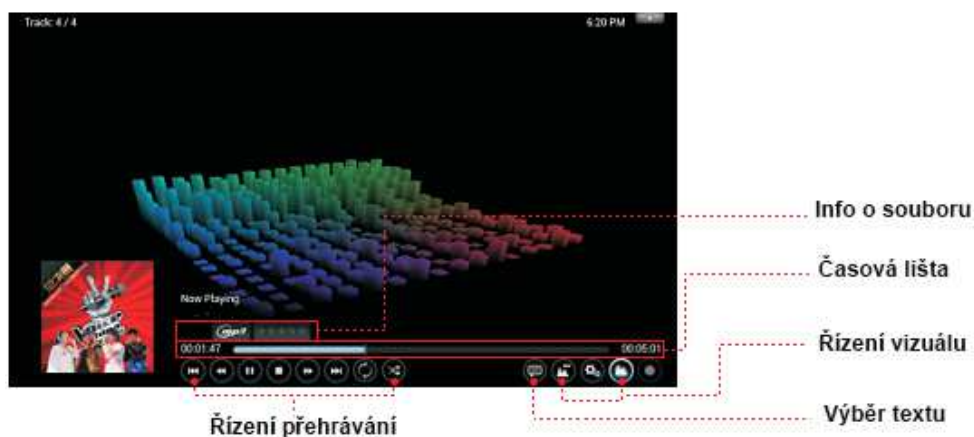 Track: 4 / 4
6:20 PM
Info o souboru
Časová lišta
Now Playing
mp3
00:01:47
00:05:01
Řízení vizuálu
Výběr textu
Řízení přehrávání